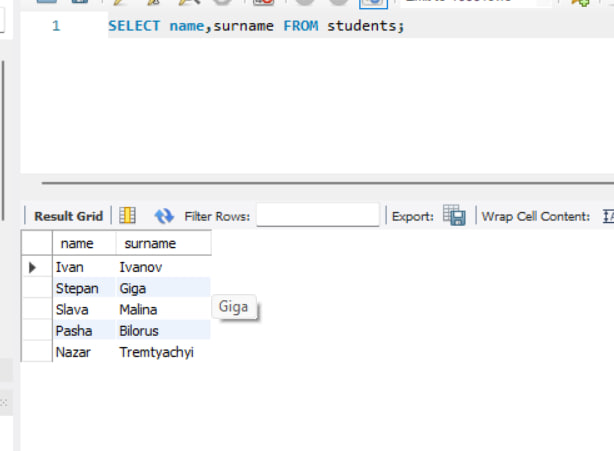 1 SELECT name,surname FROM students;
Result Grid Filter Rows: Export: Wrap Cell Content:
name surname
Ivan Ivanov
Stepan Giga
Slava Malina
Giga
Pasha Bilorus
Nazar Tremtyachyi